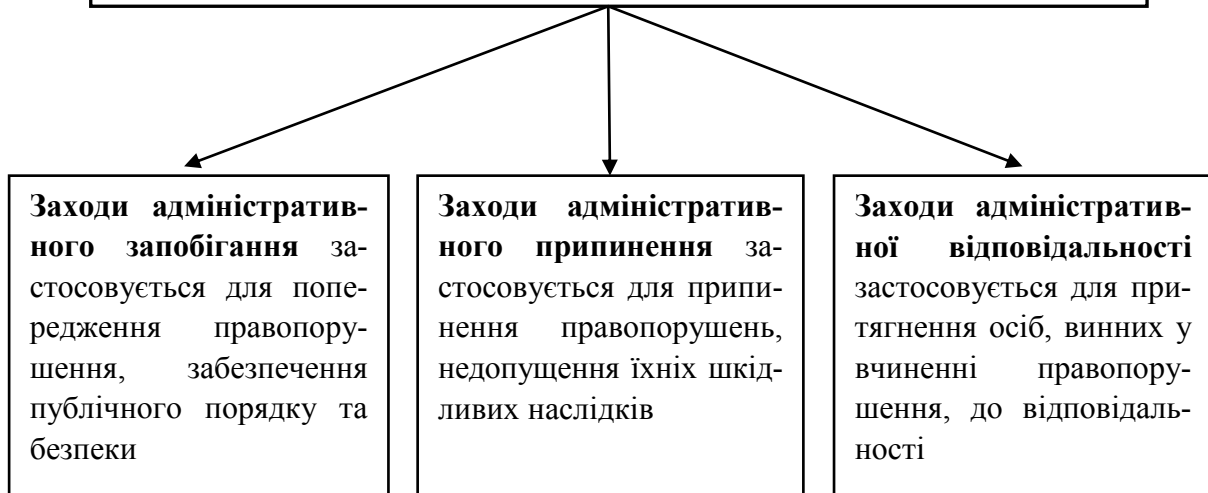 Заходи адміністратив-
ного запобігання за-
стосовується для попе-
редження правопору-
шення, забезпечення
публічного порядку та
безпеки
Заходи адміністратив-
ного припинення за-
стосовується для припи-
нення правопорушень,
недопущення їхніх шкід-
ливих наслідків
Заходи адміністратив-
ної відповідальності
застосовується для при-
тягнення осіб, винних у
вчиненні правопору-
шення, до відповідаль-
ності